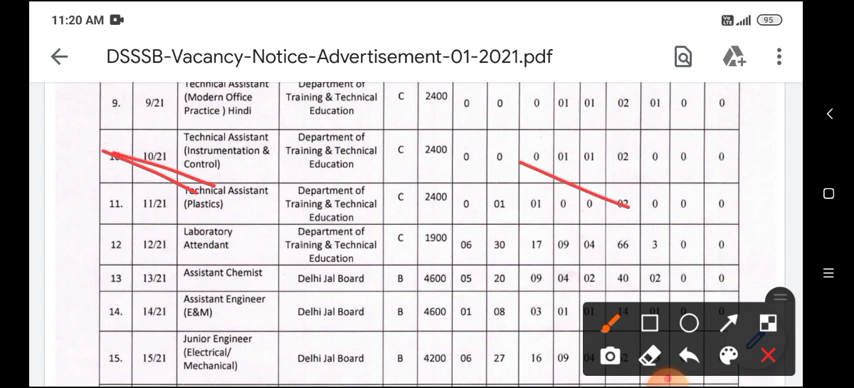 11:20 AM
95
DSSSB-Vacancy-Notice-Advertisement-01-2021.pdf
9. 9/21 Technical Assistant (Modern Office Practice ) Hindi Department of Training & Technical Education C 2400 0 0 0 01 01 02 01 0 0
10/21 Technical Assistant (Instrumentation & Control) Department of Training & Technical Education C 2400 0 0 0 01 01 02 0 0 0
11. 11/21 Technical Assistant (Plastics) Department of Training & Technical Education C 2400 0 01 01 0 0 02 0 0 0
12 12/21 Laboratory Attendant Department of Training & Technical Education C 1900 06 30 17 09 04 66 3 0 0
13 13/21 Assistant Chemist Delhi Jal Board B 4600 05 20 09 04 02 40 02 0 0
14. 14/21 Assistant Engineer (E&M) Delhi Jal Board B 4600 01 08 03 01
15. 15/21 Junior Engineer (Electrical/ Mechanical) Delhi Jal Board B 4200 06 27 16 09